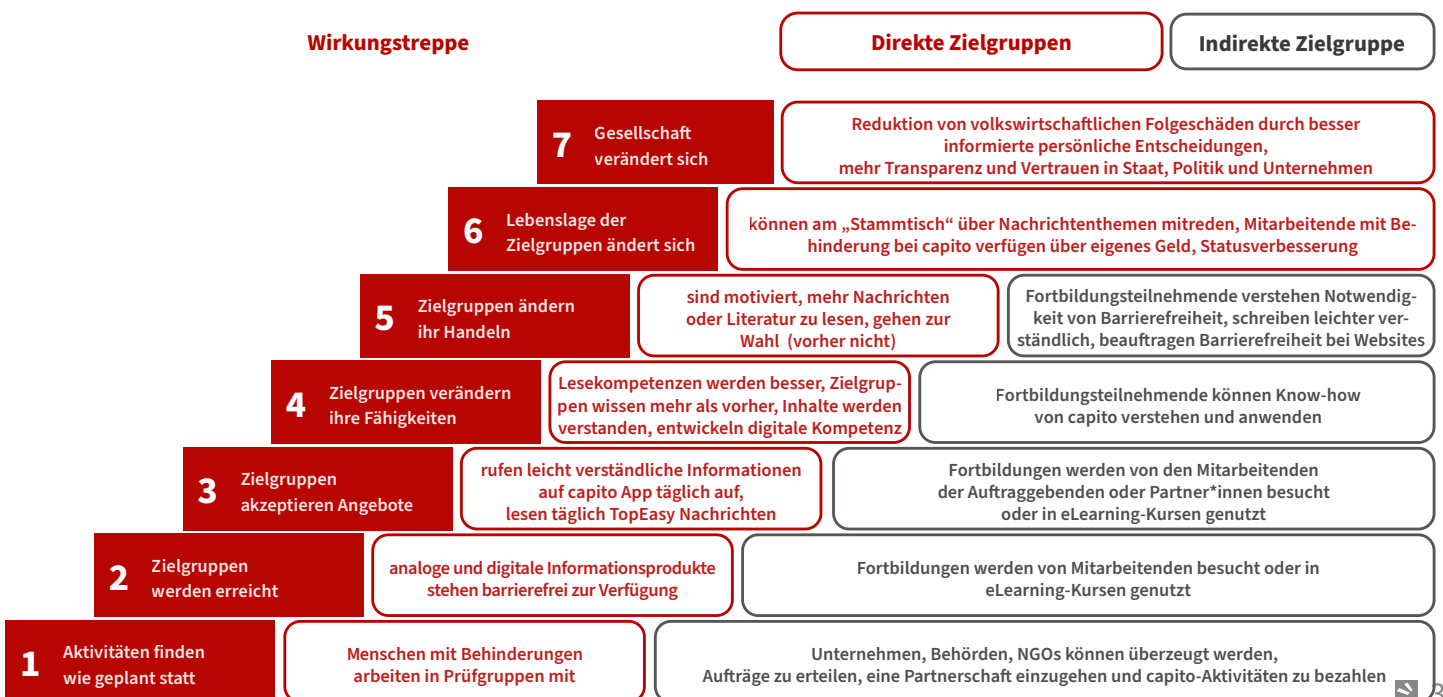 Wirkungstreppe
Direkte Zielgruppen
Indirekte Zielgruppe
7
Gesellschaft
verändert sich
Reduktion von volkswirtschaftlichen Folgeschäden durch besser
informierte persönliche Entscheidungen,
mehr Transparenz und Vertrauen in Staat, Politik und Unternehmen
6
Lebenslage der
Zielgruppen ändert sich
können am „Stammtisch“ über Nachrichtenthemen mitreden, Mitarbeitende mit Be-
hinderung bei capito verfügen über eigenes Geld, Statusverbesserung
5
Zielgruppen ändern
ihr Handeln
sind motiviert, mehr Nachrichten
oder Literatur zu lesen, gehen zur
Wahl (vorher nicht)
Fortbildungsteilnehmende verstehen Notwendig-
keit von Barrierefreiheit, schreiben leichter ver-
ständlich, beauftragen Barrierefreiheit bei Websites
4
Zielgruppen verändern
ihre Fähigkeiten
Lesekompetenzen werden besser, Zielgrup-
pen wissen mehr als vorher, Inhalte werden
verstanden, entwickeln digitale Kompetenz
Fortbildungsteilnehmende können Know-how
von capito verstehen und anwenden
3
Zielgruppen
akzeptieren Angebote
rufen leicht verständliche Informationen
auf capito App täglich auf,
lesen täglich TopEasy Nachrichten
Fortbildungen werden von den Mitarbeitenden
der Auftraggebenden oder Partner*innen besucht
oder in eLearning-Kursen genutzt
2
Zielgruppen
werden erreicht
analoge und digitale Informationsprodukte
stehen barrierefrei zur Verfügung
Fortbildungen werden von Mitarbeitenden besucht oder in
eLearning-Kursen genutzt
1
Aktivitäten finden
wie geplant statt
Menschen mit Behinderungen
arbeiten in Prüfgruppen mit
Unternehmen, Behörden, NGOs können überzeugt werden,
Aufträge zu erteilen, eine Partnerschaft einzugehen und capito-Aktivitäten zu bezahlen